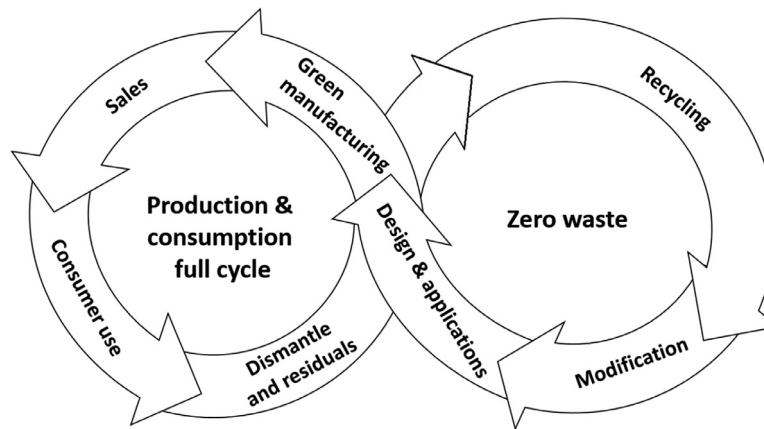 Green
manufacturing
Sales
Recycling
Production &
consumption
full cycle
Zero waste
Design & applications
Consumer use
Dismantle
and residuals
Modification